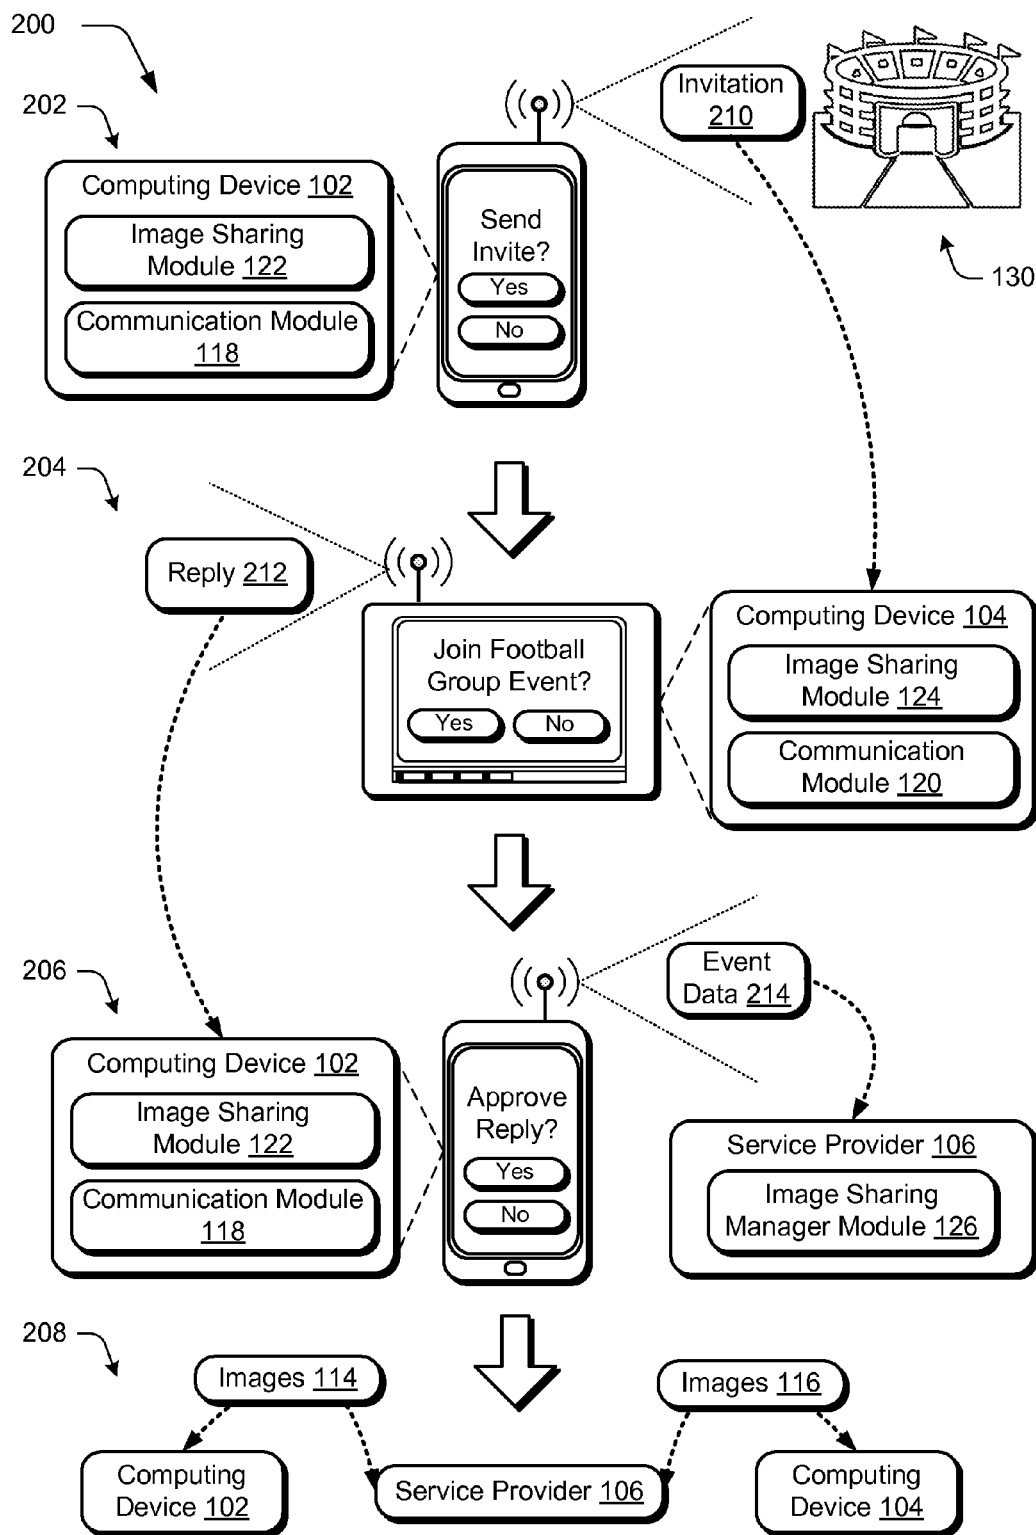 200
202
Computing Device 102
Image Sharing
Module 122
Communication Module
118
Send
Invite?
Yes
No
Invitation
210
130
204
Reply 212
Join Football
Group Event?
Yes
No
Computing Device 104
Image Sharing
Module 124
Communication
Module 120
206
Computing Device 102
Image Sharing
Module 122
Communication Module
118
Approve
Reply?
Yes
No
Event
Data 214
Service Provider 106
Image Sharing
Manager Module 126
208
Images 114
Images 116
Computing
Device 102
Service Provider 106
Computing
Device 104